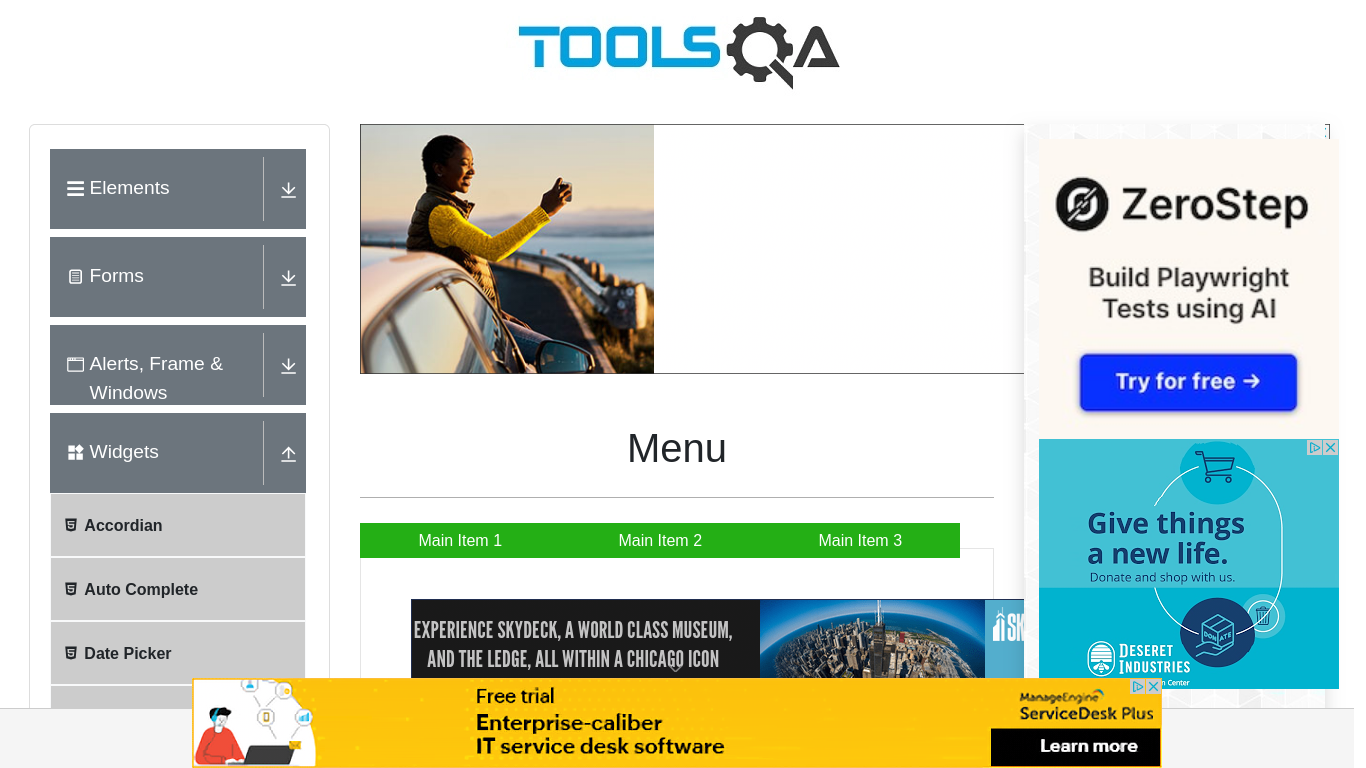 TOOLSQA
Elements
Forms
Alerts, Frame &
Windows
Widgets
Accordian
Auto Complete
Date Picker
Menu
Main Item 1
Main Item 2
Main Item 3
EXPERIENCE SKYDECK, A WORLD CLASS MUSEUM,
AND THE LEDGE, ALL WITHIN A CHICAGO ICON
SK
ZeroStep
Build Playwright
Tests using AI
Try for free →
Give things
a new life.
Donate and shop with us.
DONATE
DESERET
INDUSTRIES
n Center
Free trial
Enterprise-caliber
IT service desk software
ManageEngine
ServiceDesk Plus
Learn more